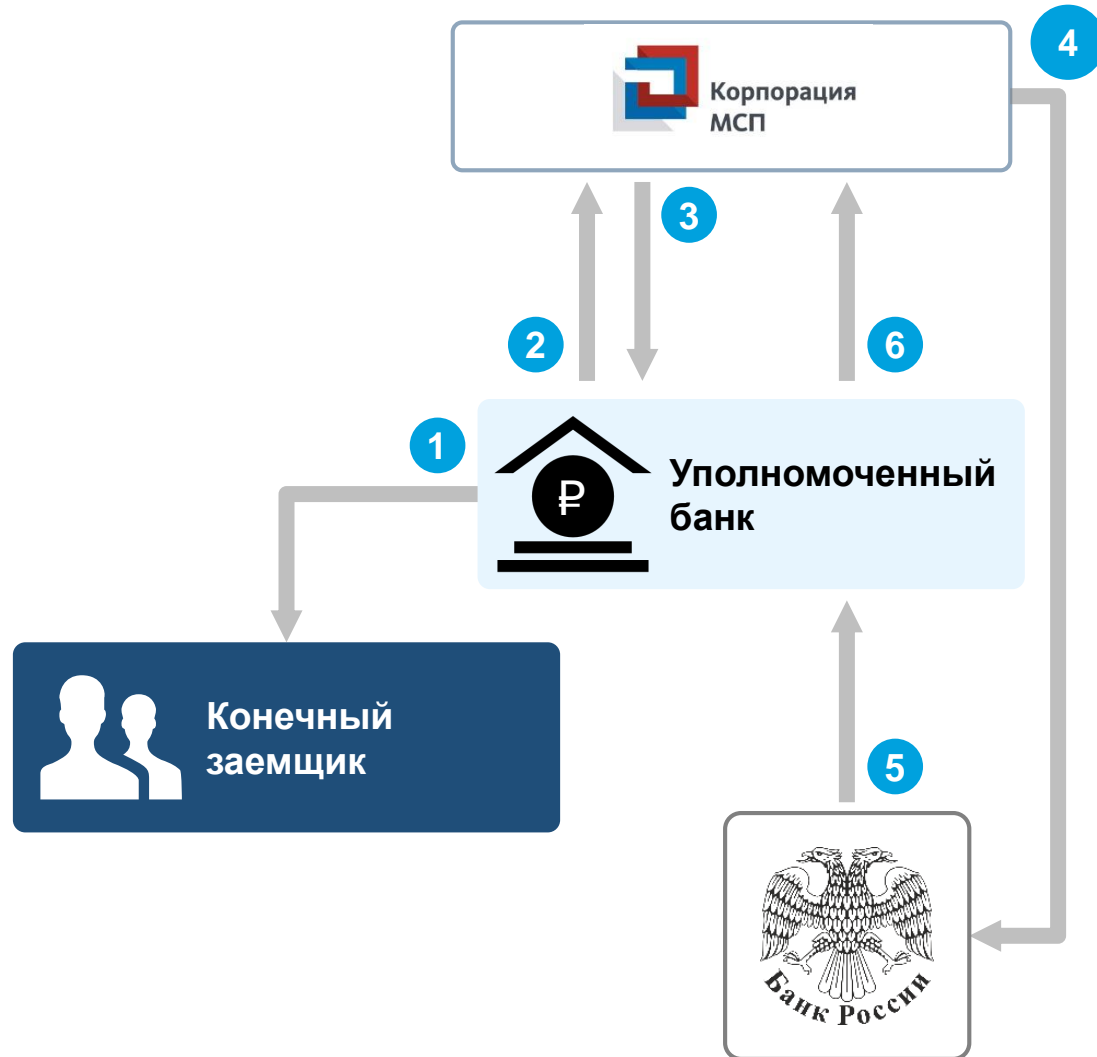 4
Корпорация
МСП
3
2
6
1
₽
Уполномоченный
банк
Конечный
заемщик
5
Банк России